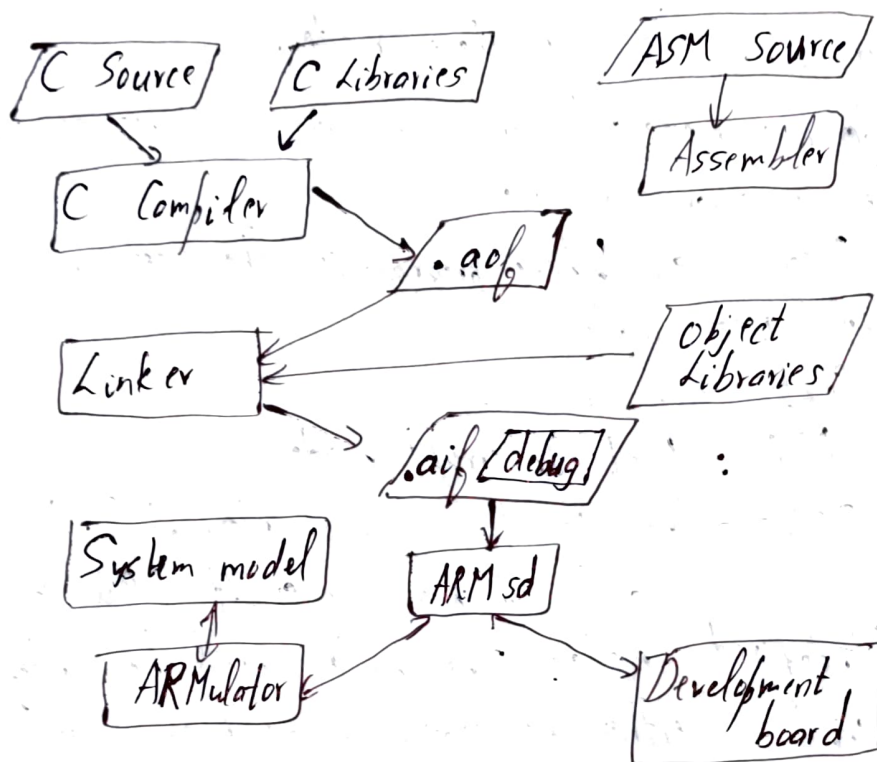 C Source
C Libraries
ASM Source
Assembler
C Compiler
.aof
Object
Libraries
Linker
.aif debug
System model
ARMsd
ARMulator
Development
board